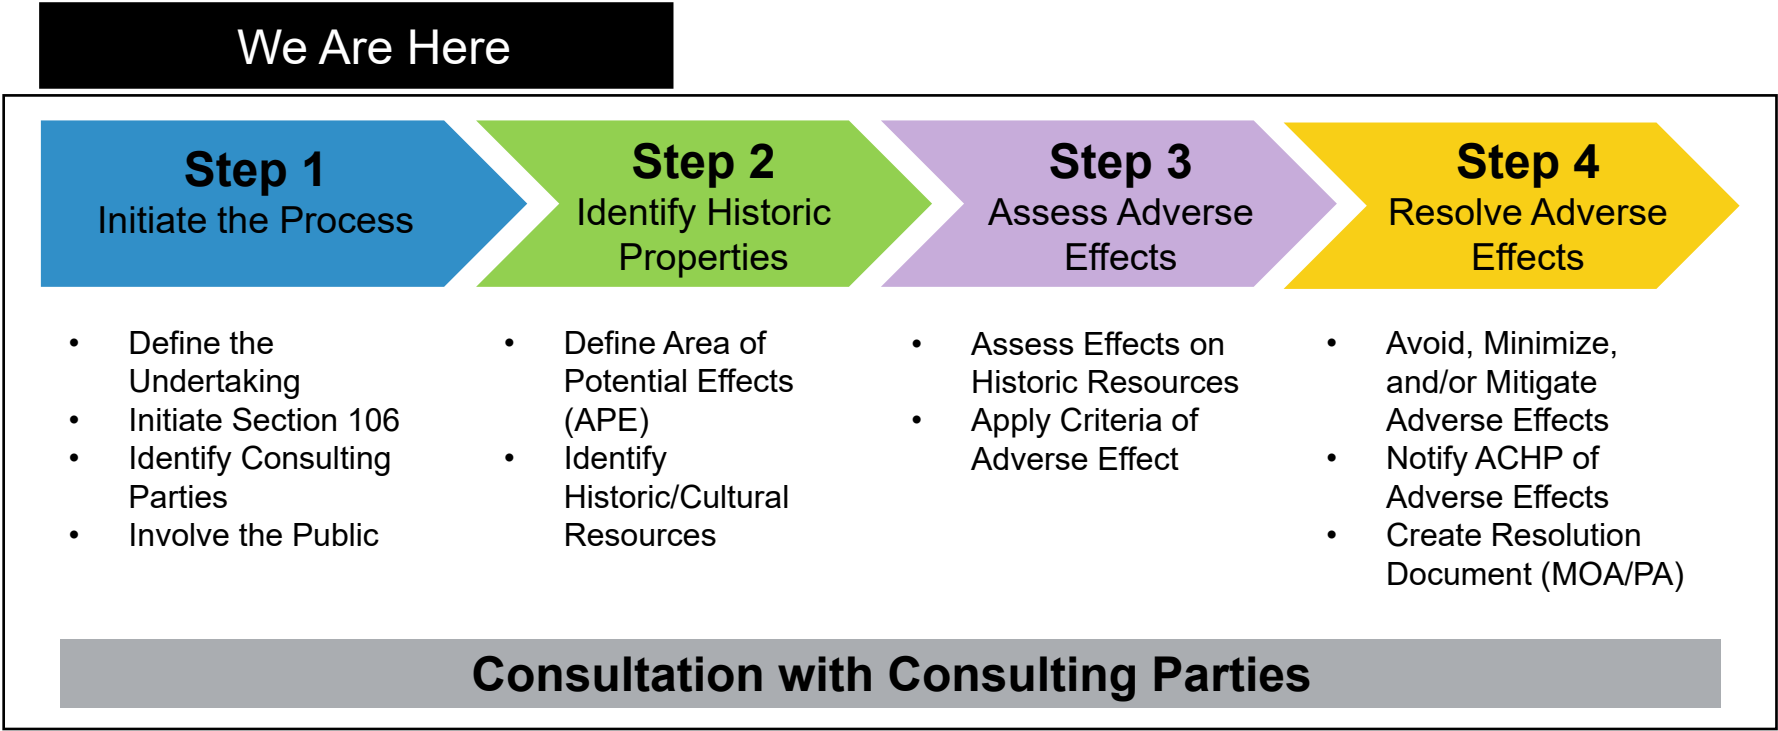 We Are Here
Step 1
Initiate the Process
Step 2
Identify Historic
Properties
Step 3
Assess Adverse
Effects
Step 4
Resolve Adverse
Effects
• Define the
Undertaking
• Initiate Section 106
• Identify Consulting
Parties
• Involve the Public
• Define Area of
Potential Effects
(APE)
• Identify
Historic/Cultural
Resources
• Assess Effects on
Historic Resources
• Apply Criteria of
Adverse Effect
• Avoid, Minimize,
and/or Mitigate
Adverse Effects
• Notify ACHP of
Adverse Effects
• Create Resolution
Document (MOA/PA)
Consultation with Consulting Parties